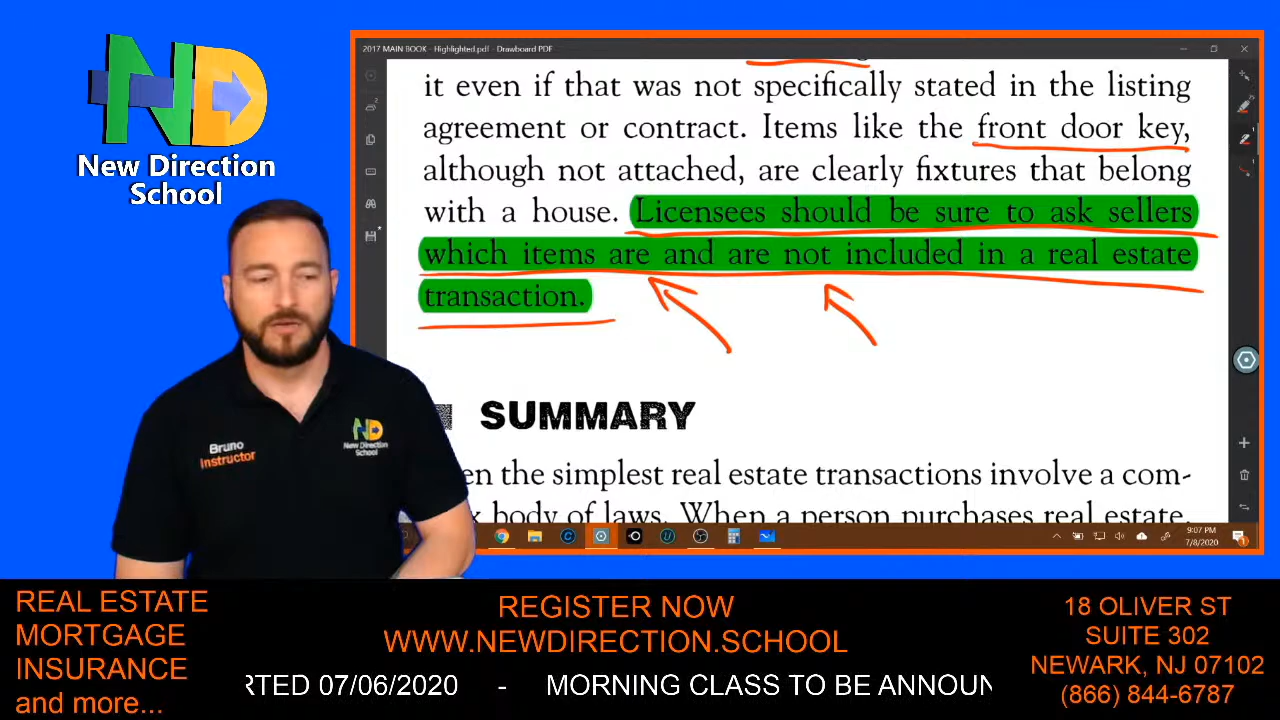 ND
New Direction
School
Bruno
Instructor
ND
New Direction
School
2017 MAIN BOOK - Highlighted.pdf - Drawboard PDF
it even if that was not specifically stated in the listing
agreement or contract. Items like the front door key,
although not attached, are clearly fixtures that belong
with a house. Licensees should be sure to ask sellers
which items are and are not included in a real estate
transaction.
SUMMARY
en the simplest real estate transactions involve a com-
body of laws. When a person purchases real estate,
9:07 PM
7/8/2020
REAL ESTATE
MORTGAGE
INSURANCE
and more...
REGISTER NOW
WWW.NEWDIRECTION.SCHOOL
RTED 07/06/2020 - MORNING CLASS TO BE ANNOUN
18 OLIVER ST
SUITE 302
NEWARK, NJ 07102
(866) 844-6787